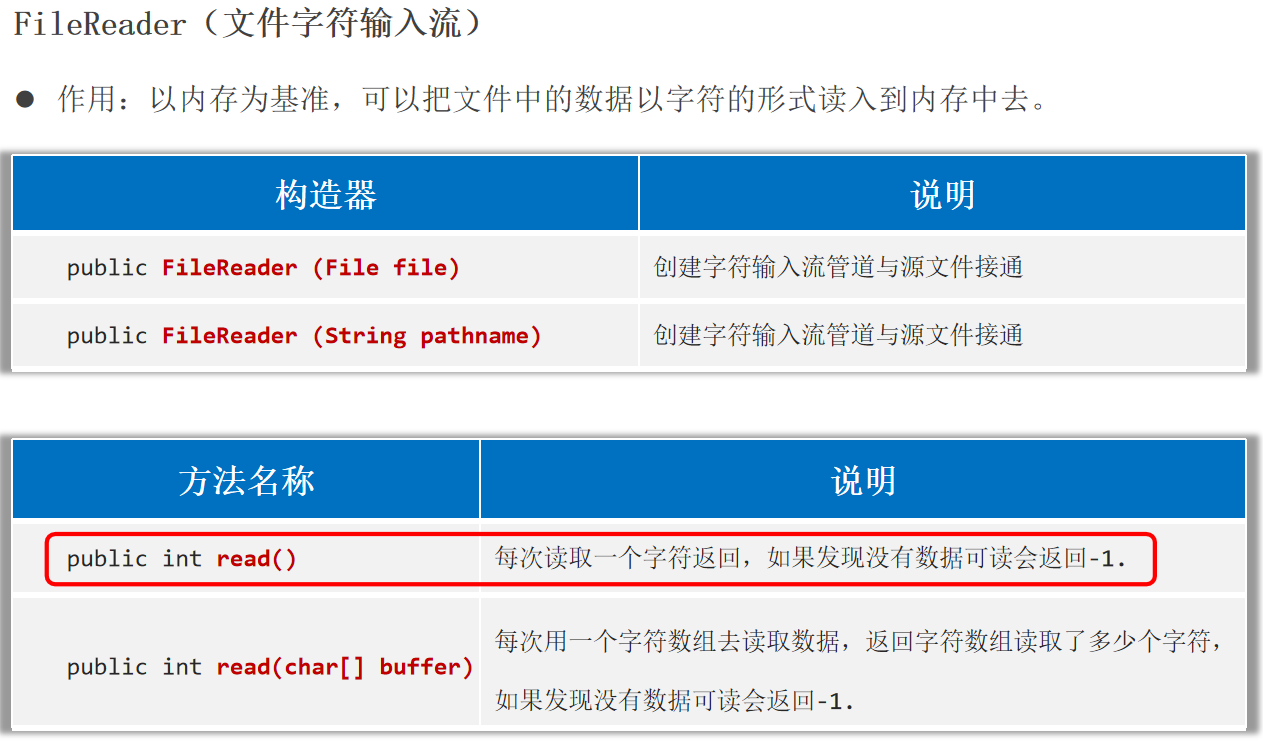 FileReader（文件字符输入流）
● 作用：以内存为基准，可以把文件中的数据以字符的形式读入到内存中去。
构造器 说明
public FileReader (File file) 创建字符输入流管道与源文件接通
public FileReader (String pathname) 创建字符输入流管道与源文件接通
方法名称 说明
public int read() 每次读取一个字符返回，如果发现没有数据可读会返回-1.
public int read(char[] buffer) 每次用一个字符数组去读取数据，返回字符数组读取了多少个字符，
如果发现没有数据可读会返回-1.